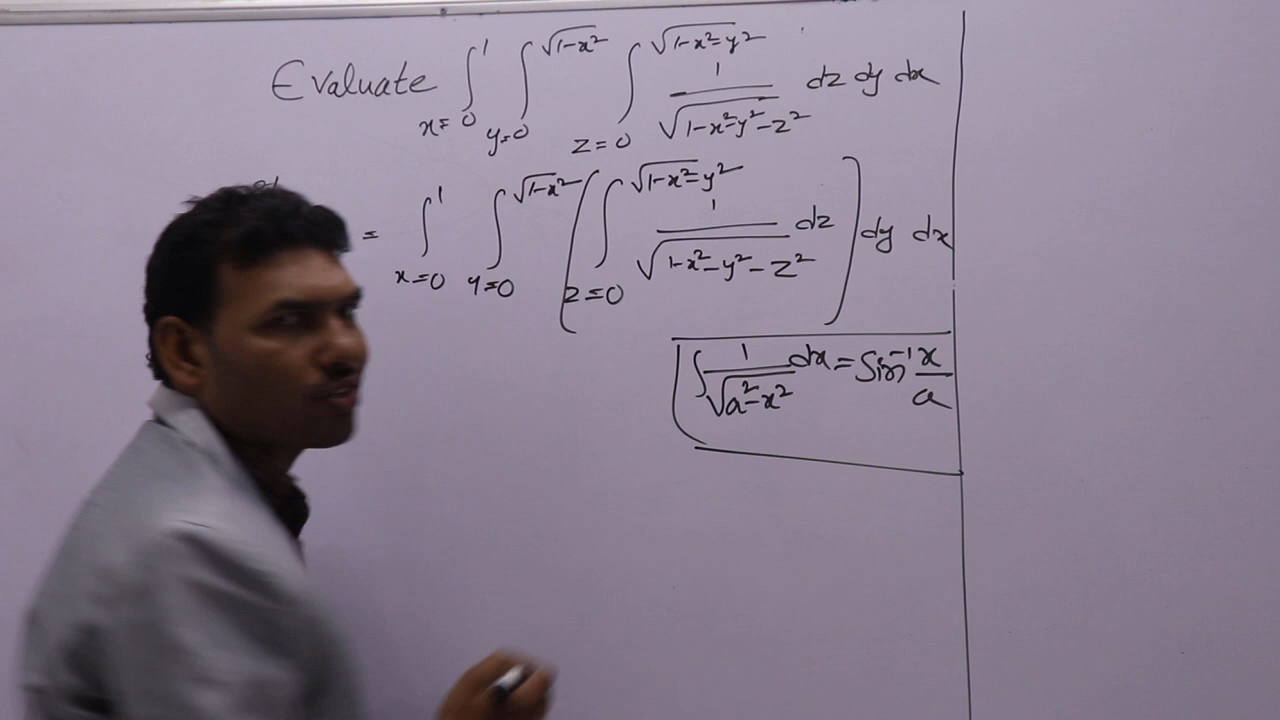 Evaluate ∫_{x=0}^{1} ∫_{y=0}^{√(1-x²)} ∫_{z=0}^{√(1-x²-y²)} 1/√(1-x²-y²-z²) dz dy dx
= ∫_{x=0}^{1} ∫_{y=0}^{√(1-x²)} ( ∫_{z=0}^{√(1-x²-y²)} 1/√(1-x²-y²-z²) dz ) dy dx
∫ 1/√(a²-x²) dx = Sin⁻¹ x/a